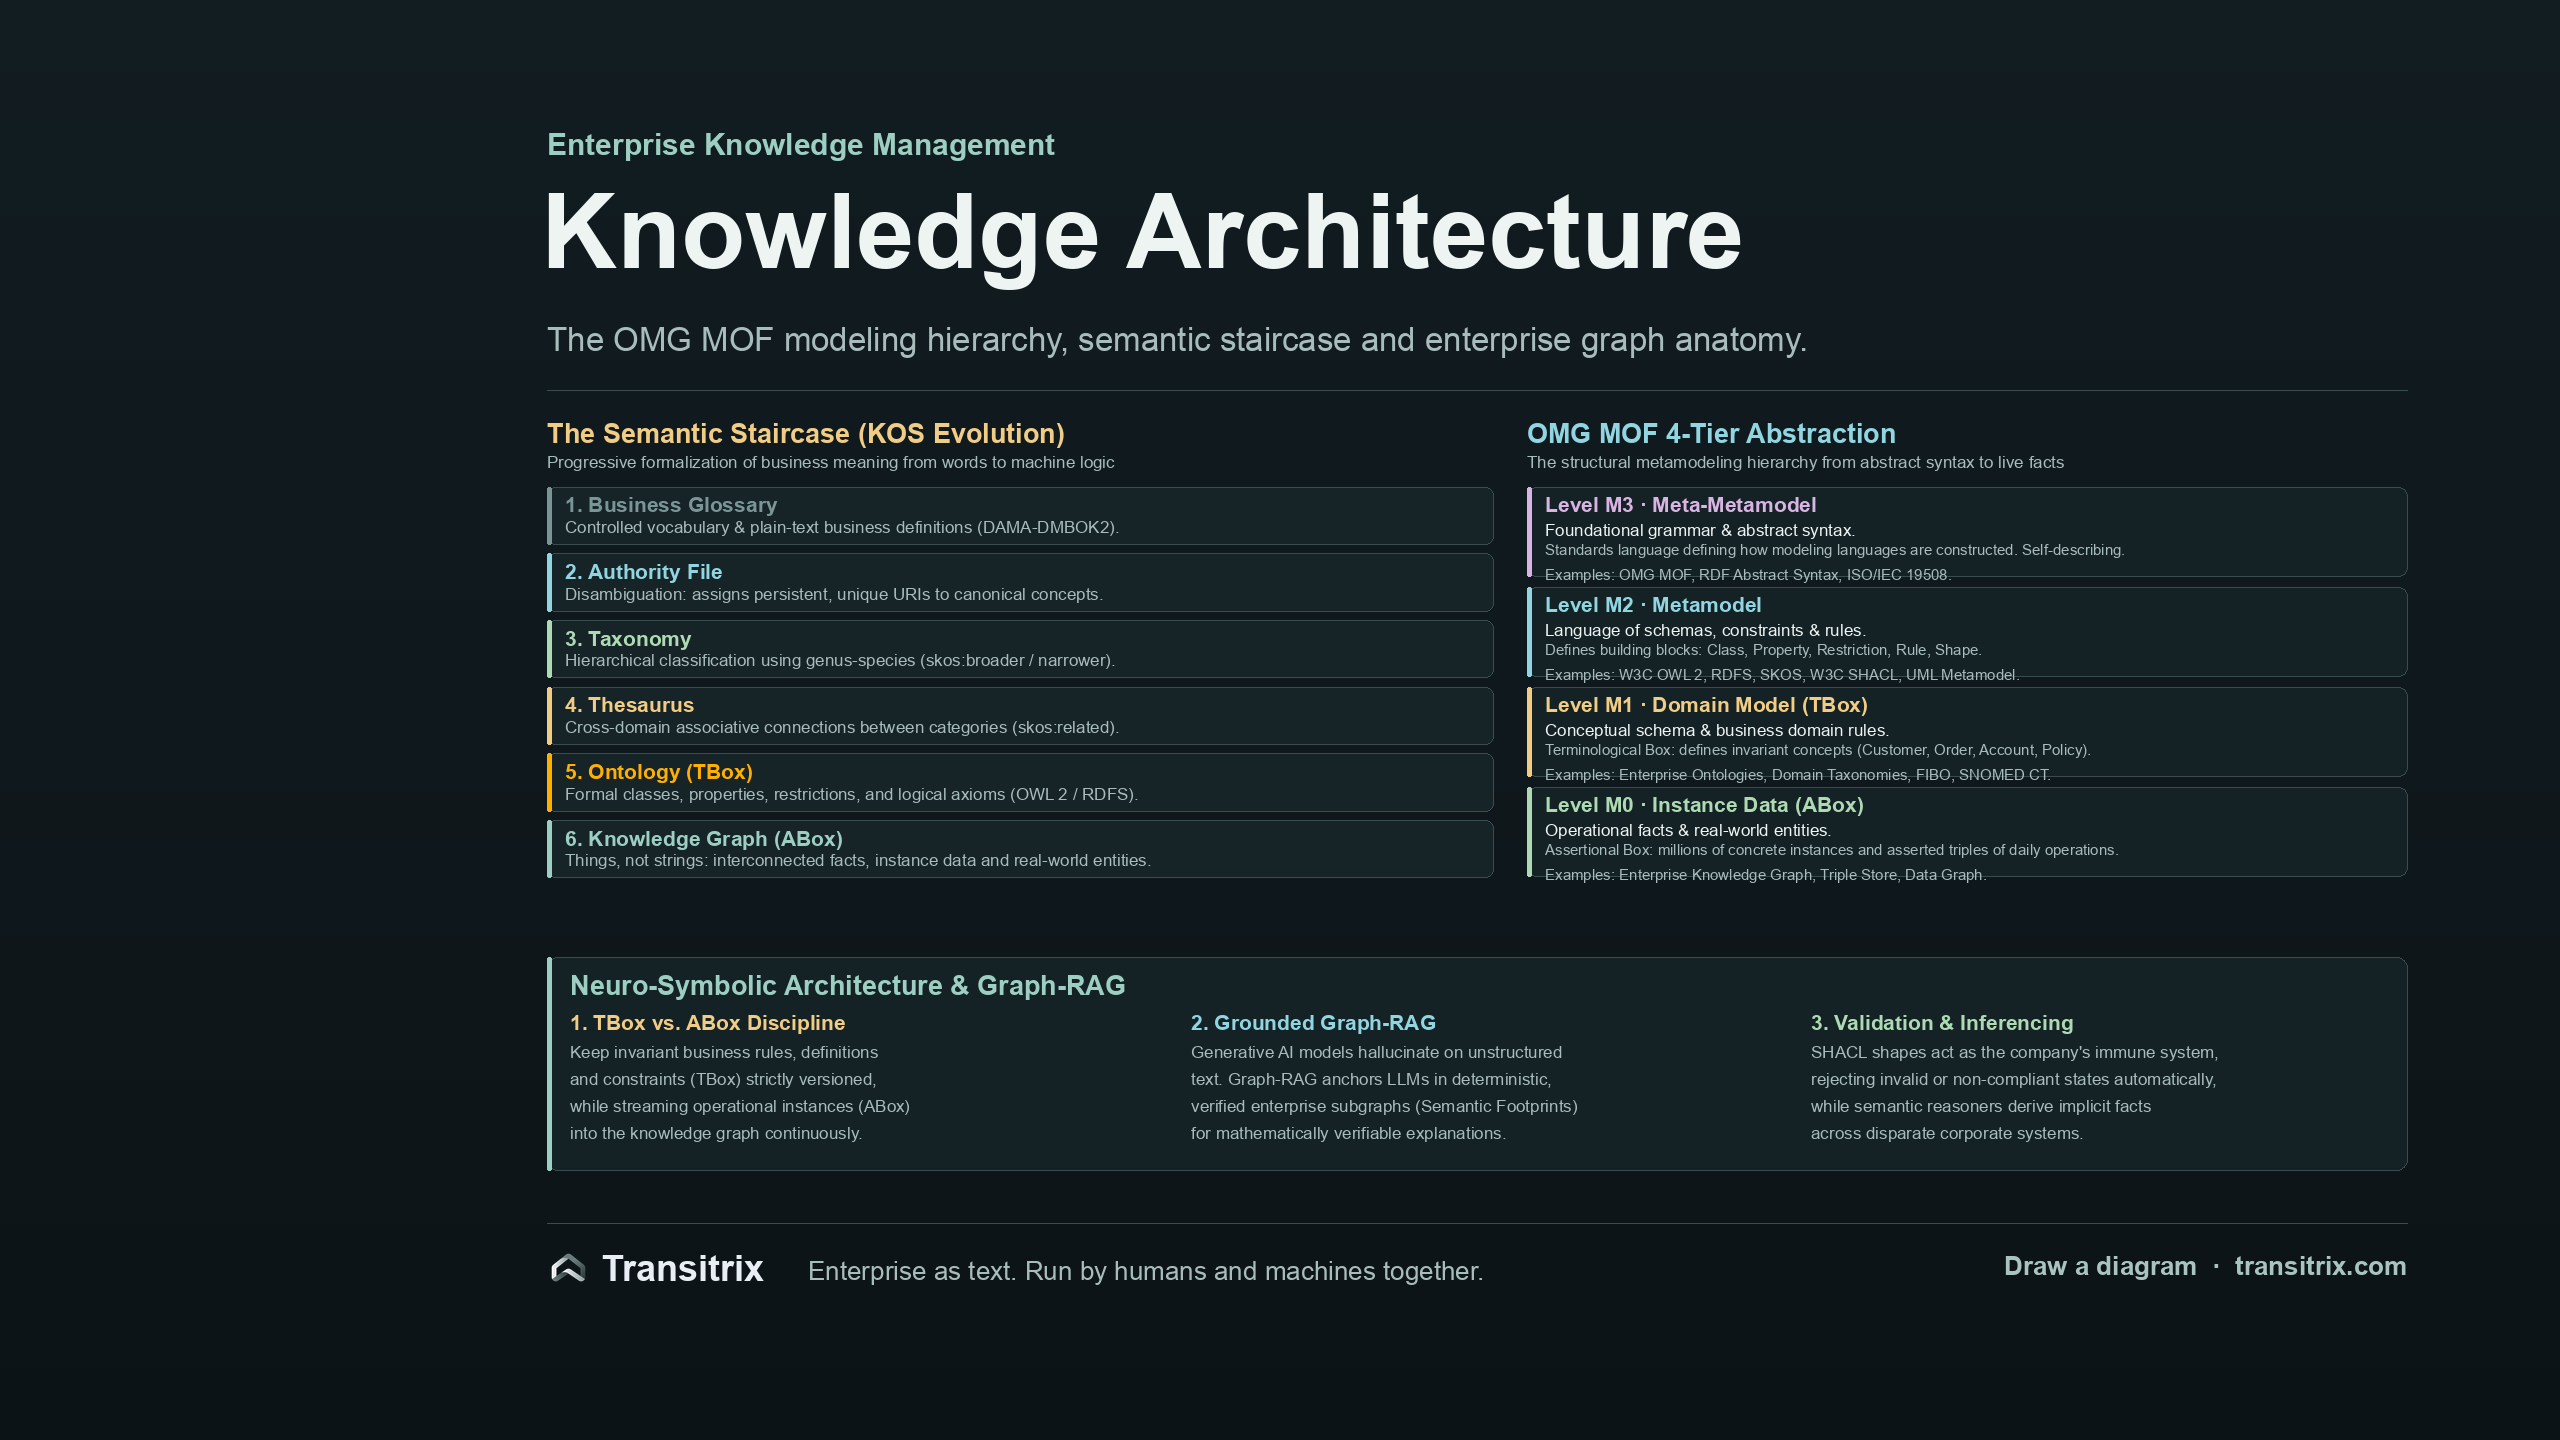 Enterprise Knowledge Management
Knowledge Architecture
The OMG MOF modeling hierarchy, semantic staircase and enterprise graph anatomy.
The Semantic Staircase (KOS Evolution)
Progressive formalization of business meaning from words to machine logic
1. Business Glossary
Controlled vocabulary & plain-text business definitions (DAMA-DMBOK2).
2. Authority File
Disambiguation: assigns persistent, unique URIs to canonical concepts.
3. Taxonomy
Hierarchical classification using genus-species (skos:broader / narrower).
4. Thesaurus
Cross-domain associative connections between categories (skos:related).
5. Ontology (TBox)
Formal classes, properties, restrictions, and logical axioms (OWL 2 / RDFS).
6. Knowledge Graph (ABox)
Things, not strings: interconnected facts, instance data and real-world entities.
OMG MOF 4-Tier Abstraction
The structural metamodeling hierarchy from abstract syntax to live facts
Level M3 · Meta-Metamodel
Foundational grammar & abstract syntax.
Standards language defining how modeling languages are constructed. Self-describing.
Examples: OMG MOF, RDF Abstract Syntax, ISO/IEC 19508.
Level M2 · Metamodel
Language of schemas, constraints & rules.
Defines building blocks: Class, Property, Restriction, Rule, Shape.
Examples: W3C OWL 2, RDFS, SKOS, W3C SHACL, UML Metamodel.
Level M1 · Domain Model (TBox)
Conceptual schema & business domain rules.
Terminological Box: defines invariant concepts (Customer, Order, Account, Policy).
Examples: Enterprise Ontologies, Domain Taxonomies, FIBO, SNOMED CT.
Level M0 · Instance Data (ABox)
Operational facts & real-world entities.
Assertional Box: millions of concrete instances and asserted triples of daily operations.
Examples: Enterprise Knowledge Graph, Triple Store, Data Graph.
Neuro-Symbolic Architecture & Graph-RAG
1. TBox vs. ABox Discipline
Keep invariant business rules, definitions
and constraints (TBox) strictly versioned,
while streaming operational instances (ABox)
into the knowledge graph continuously.
2. Grounded Graph-RAG
Generative AI models hallucinate on unstructured
text. Graph-RAG anchors LLMs in deterministic,
verified enterprise subgraphs (Semantic Footprints)
for mathematically verifiable explanations.
3. Validation & Inferencing
SHACL shapes act as the company's immune system,
rejecting invalid or non-compliant states automatically,
while semantic reasoners derive implicit facts
across disparate corporate systems.
Transitrix
Enterprise as text. Run by humans and machines together.
Draw a diagram · transitrix.com